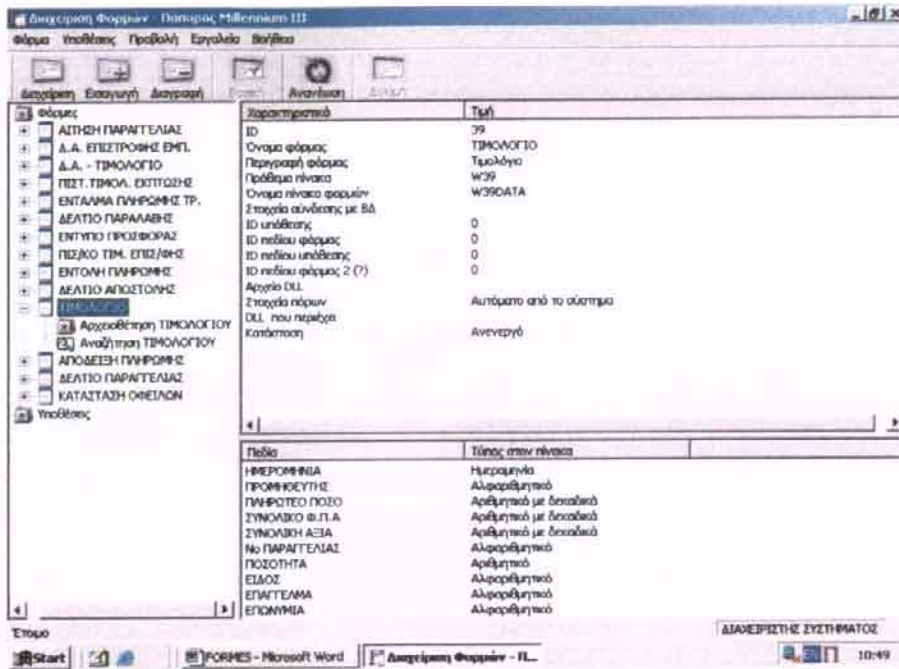 Διαχείριση Φορμών - Πάπυρος Millennium III
Φόρμα Υποθέσεις Προβολή Εργαλεία Βοήθεια
Διαχείριση Εισαγωγή Διαγραφή Ανανέωση
Φόρμες
ΑΙΤΗΣΗ ΠΑΡΑΓΓΕΛΙΑΣ
Δ.Α. ΕΠΙΣΤΡΟΦΗΣ ΕΜΠ.
Δ.Α. - ΤΙΜΟΛΟΓΙΟ
ΠΙΣΤ.ΤΙΜΟΛ. ΕΚΠΤΩΣΗΣ
ΕΝΤΑΛΜΑ ΠΛΗΡΩΜΗΣ ΤΡ.
ΔΕΛΤΙΟ ΠΑΡΑΛΑΒΗΣ
ΕΝΤΥΠΟ ΠΡΟΣΦΟΡΑΣ
ΠΙΣ/ΚΟ ΤΙΜ. ΕΠΙΣ/ΦΗΣ
ΕΝΤΟΛΗ ΠΛΗΡΩΜΗΣ
ΔΕΛΤΙΟ ΑΠΟΣΤΟΛΗΣ
ΤΙΜΟΛΟΓΙΟ
Αρχειοθέτηση ΤΙΜΟΛΟΓΙΟΥ
Αναζήτηση ΤΙΜΟΛΟΓΙΟΥ
ΑΠΟΔΕΙΞΗ ΠΛΗΡΩΜΗΣ
ΔΕΛΤΙΟ ΠΑΡΑΓΓΕΛΙΑΣ
ΚΑΤΑΣΤΑΣΗ ΟΦΕΙΛΩΝ
Υποθέσεις
Χαρακτηριστικό Τιμή
ID 39
Όνομα φόρμας ΤΙΜΟΛΟΓΙΟ
Περιγραφή φόρμας Τιμολόγιο
Πρόθεμα πίνακα W39
Όνομα πίνακα φορμών W39DATA
Στοιχεία σύνδεσης με ΒΔ
ID υπόθεσης 0
ID πεδίου φόρμας 0
ID πεδίου υπόθεσης 0
ID πεδίου φόρμας 2 (?) 0
Αρχείο DLL
Στοιχεία πόρων Αυτόματα από το σύστημα
DLL που περιέχει
Κατάσταση Ανενεργό
Πεδίο Τύπος στον πίνακα
ΗΜΕΡΟΜΗΝΙΑ Ημερομηνία
ΠΡΟΜΗΘΕΥΤΗΣ Αλφαριθμητικό
ΠΛΗΡΩΤΕΟ ΠΟΣΟ Αριθμητικό με δεκαδικά
ΣΥΝΟΛΙΚΟ Φ.Π.Α Αριθμητικό με δεκαδικά
ΣΥΝΟΛΙΚΗ ΑΞΙΑ Αριθμητικό με δεκαδικά
Νο ΠΑΡΑΓΓΕΛΙΑΣ Αλφαριθμητικό
ΠΟΣΟΤΗΤΑ Αριθμητικό
ΕΙΔΟΣ Αλφαριθμητικό
ΕΠΑΓΓΕΛΜΑ Αλφαριθμητικό
ΕΠΩΝΥΜΙΑ Αλφαριθμητικό
Έτοιμο ΔΙΑΧΕΙΡΙΣΤΗΣ ΣΥΣΤΗΜΑΤΟΣ
Start FORMES - Microsoft Word Διαχείριση Φορμών - Π... 10:49